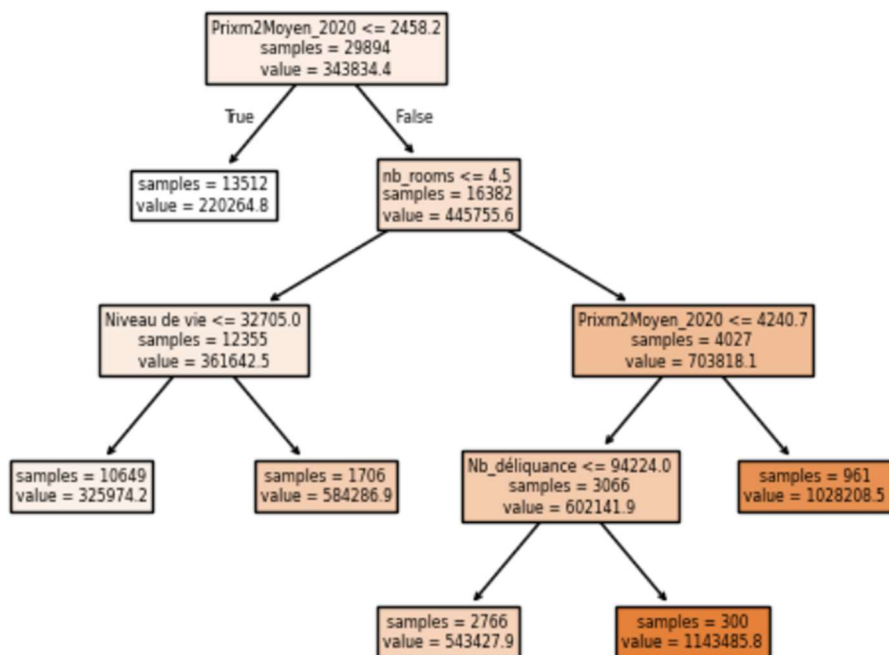 Prixm2Moyen_2020 <= 2458.2
samples = 29894
value = 343834.4
True
False
samples = 13512
value = 220264.8
nb_rooms <= 4.5
samples = 16382
value = 445755.6
Niveau de vie <= 32705.0
samples = 12355
value = 361642.5
Prixm2Moyen_2020 <= 4240.7
samples = 4027
value = 703818.1
samples = 10649
value = 325974.2
samples = 1706
value = 584286.9
Nb_déliquance <= 94224.0
samples = 3066
value = 602141.9
samples = 961
value = 1028208.5
samples = 2766
value = 543427.9
samples = 300
value = 1143485.8